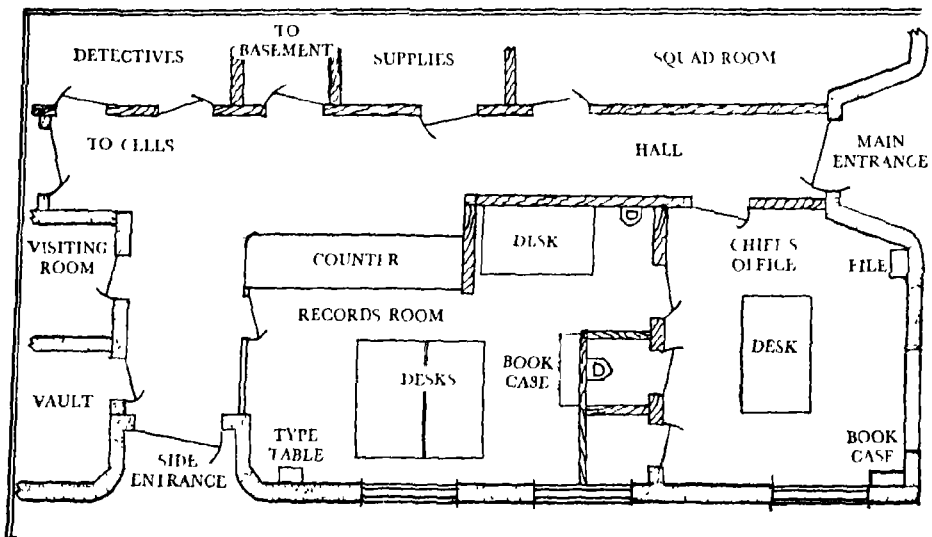 DETECTIVES
TO
BASEMENT
SUPPLIES
SQUAD ROOM
TO CELLS
HALL
MAIN
ENTRANCE
VISITING
ROOM
COUNTER
DESK
CHIEF'S
OFFICE
FILE
RECORDS ROOM
DESKS
BOOK
CASE
DESK
VAULT
SIDE
ENTRANCE
TYPE
TABLE
BOOK
CASE